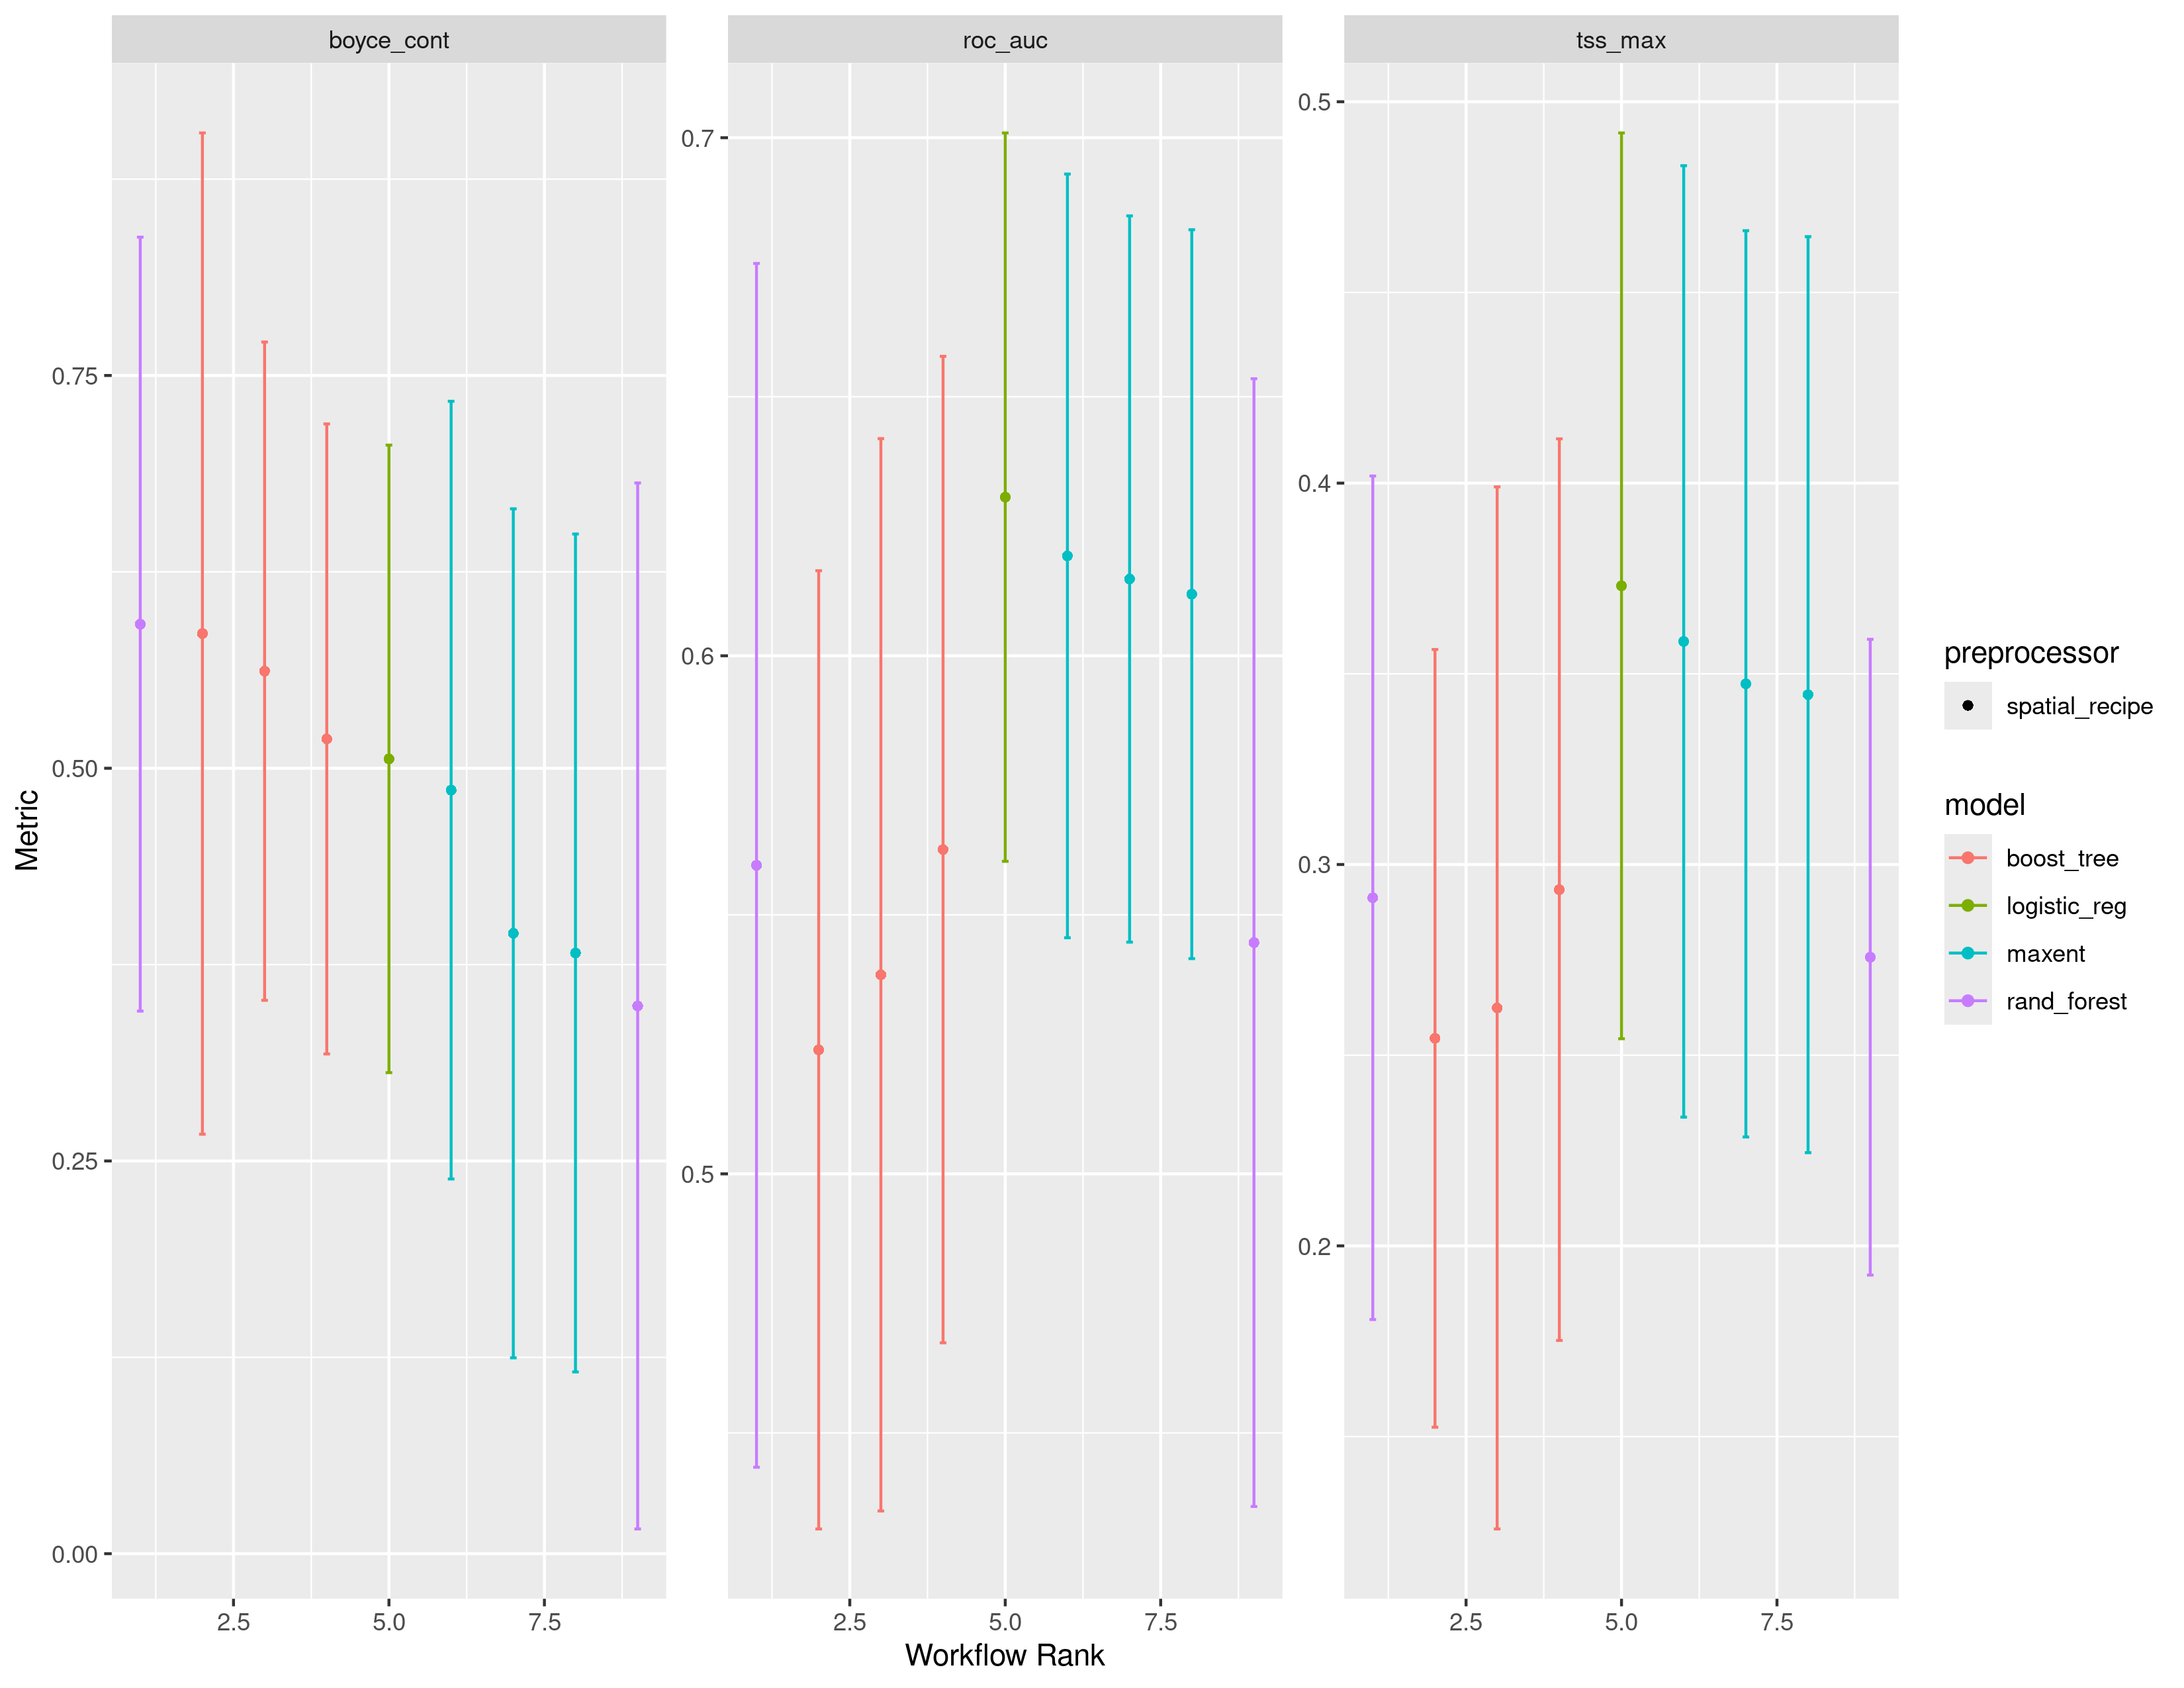 boyce_cont
roc_auc
tss_max
Metric
0.75
0.50
0.25
0.00
0.7
0.6
0.5
0.5
0.4
0.3
0.2
2.5 5.0 7.5
2.5 5.0 7.5
2.5 5.0 7.5
Workflow Rank
preprocessor
spatial_recipe
model
boost_tree
logistic_reg
maxent
rand_forest